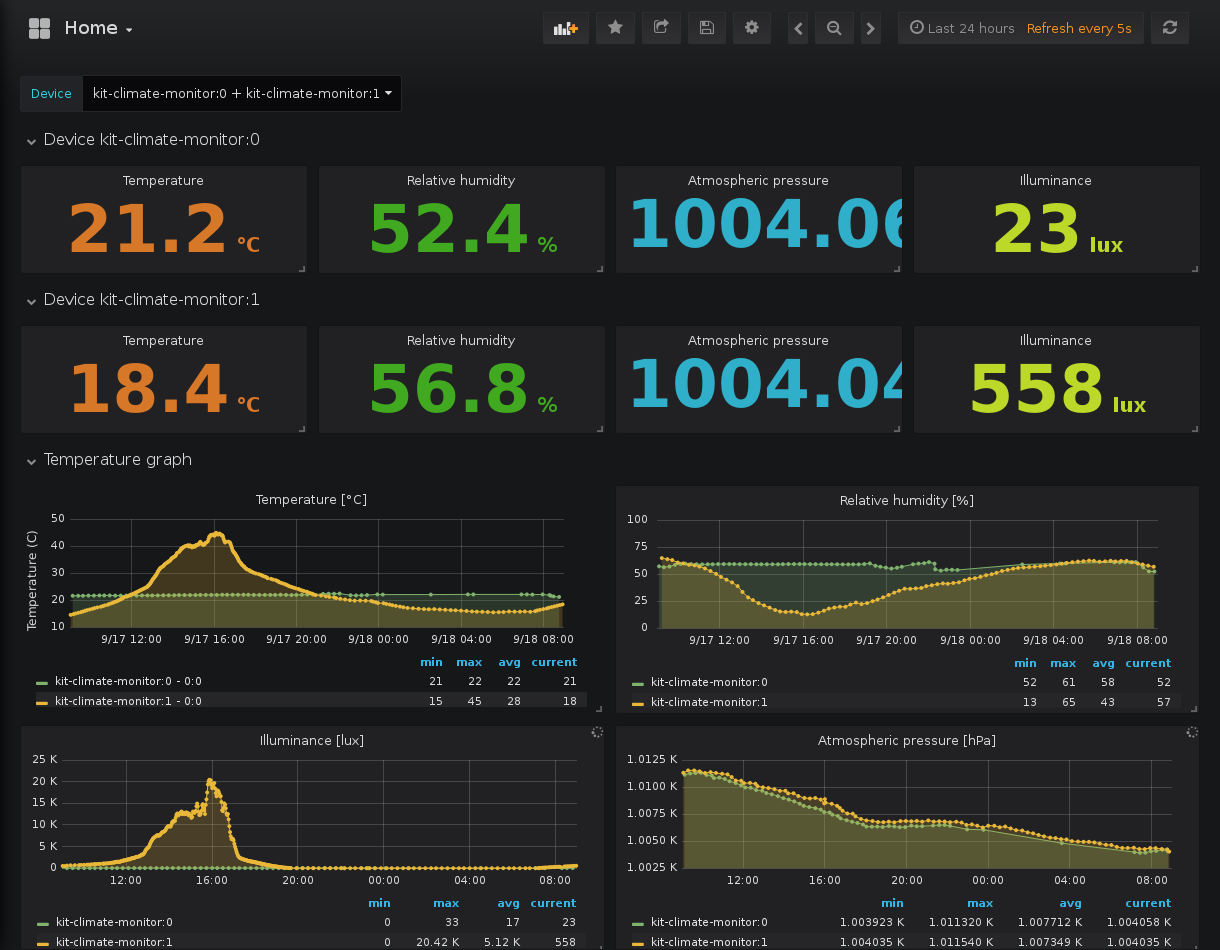 Home
Last 24 hours Refresh every 5s
Device kit-climate-monitor:0 + kit-climate-monitor:1
Device kit-climate-monitor:0
Temperature Relative humidity Atmospheric pressure Illuminance
21.2 °C 52.4 % 1004.06 23 lux
Device kit-climate-monitor:1
Temperature Relative humidity Atmospheric pressure Illuminance
18.4 °C 56.8 % 1004.04 558 lux
Temperature graph
Temperature [°C]
Temperature (C)
50
40
30
20
10
9/17 12:00 9/17 16:00 9/17 20:00 9/18 00:00 9/18 04:00 9/18 08:00
min max avg current
kit-climate-monitor:0 - 0:0 21 22 22 21
kit-climate-monitor:1 - 0:0 15 45 28 18
Relative humidity [%]
100
75
50
25
0
9/17 12:00 9/17 16:00 9/17 20:00 9/18 00:00 9/18 04:00 9/18 08:00
min max avg current
kit-climate-monitor:0 52 61 58 52
kit-climate-monitor:1 13 65 43 57
Illuminance [lux]
25 K
20 K
15 K
10 K
5 K
0
12:00 16:00 20:00 00:00 04:00 08:00
min max avg current
kit-climate-monitor:0 0 33 17 23
kit-climate-monitor:1 0 20.42 K 5.12 K 558
Atmospheric pressure [hPa]
1.0125 K
1.0100 K
1.0075 K
1.0050 K
1.0025 K
12:00 16:00 20:00 00:00 04:00 08:00
min max avg current
kit-climate-monitor:0 1.003923 K 1.011320 K 1.007712 K 1.004058 K
kit-climate-monitor:1 1.004035 K 1.011540 K 1.007349 K 1.004035 K